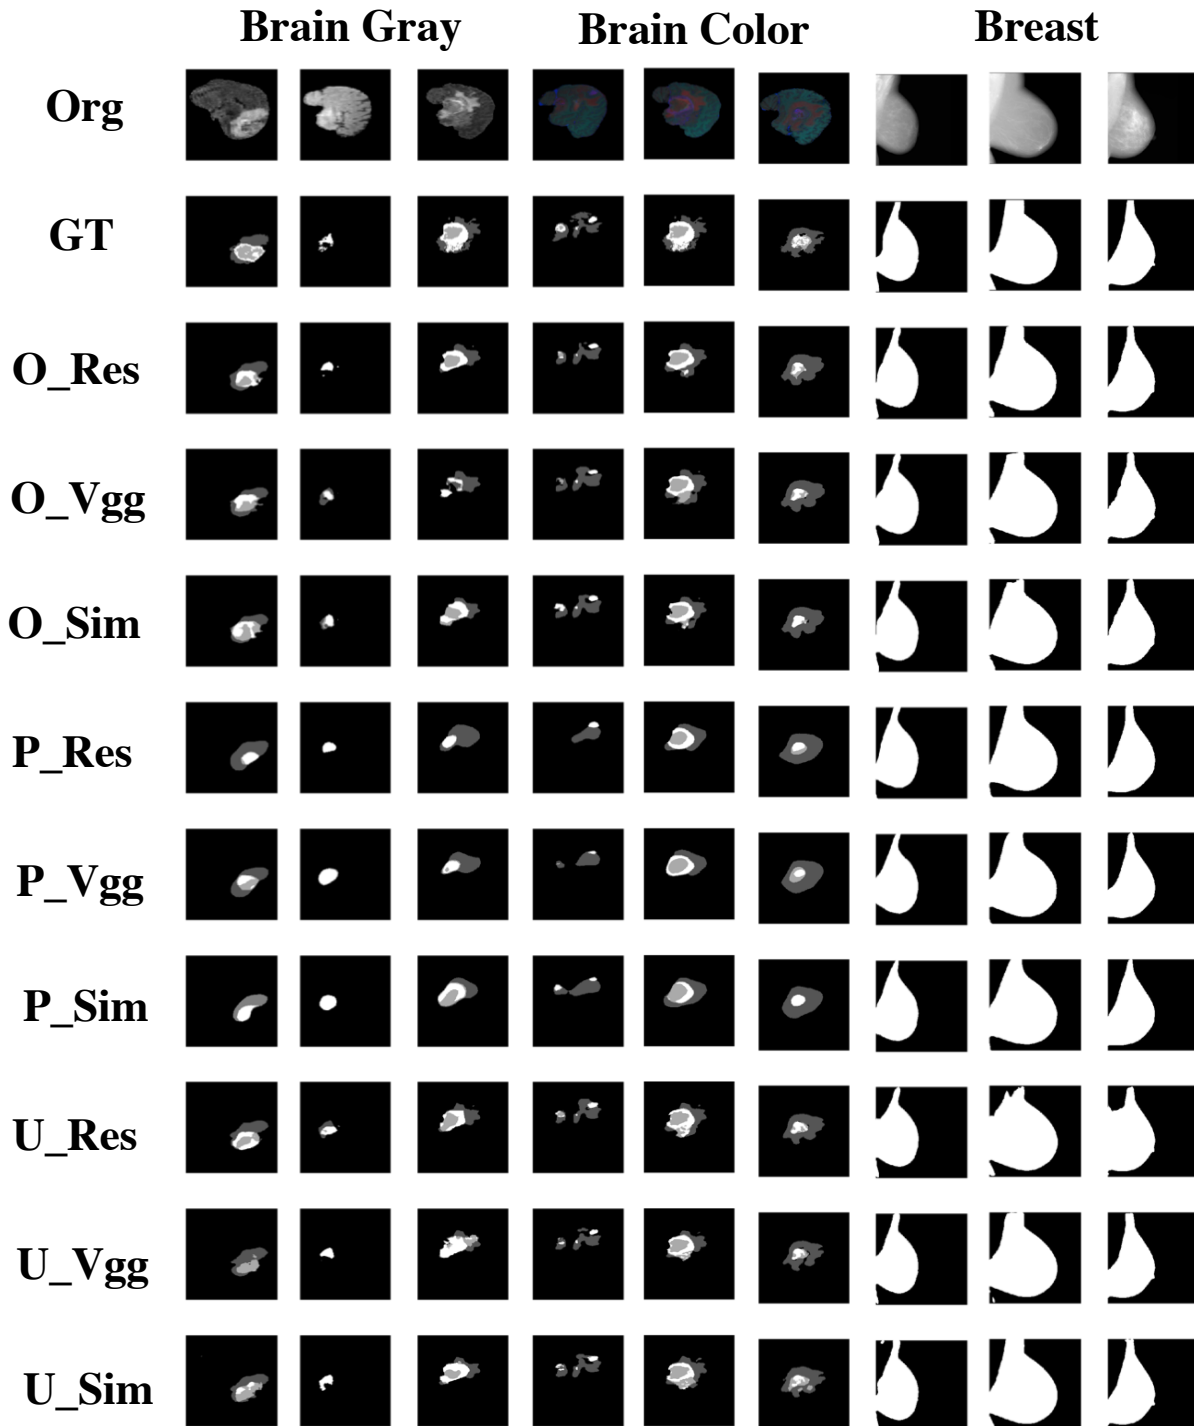 Brain Gray Brain Color Breast
Org
GT
O_Res
O_Vgg
O_Sim
P_Res
P_Vgg
P_Sim
U_Res
U_Vgg
U_Sim